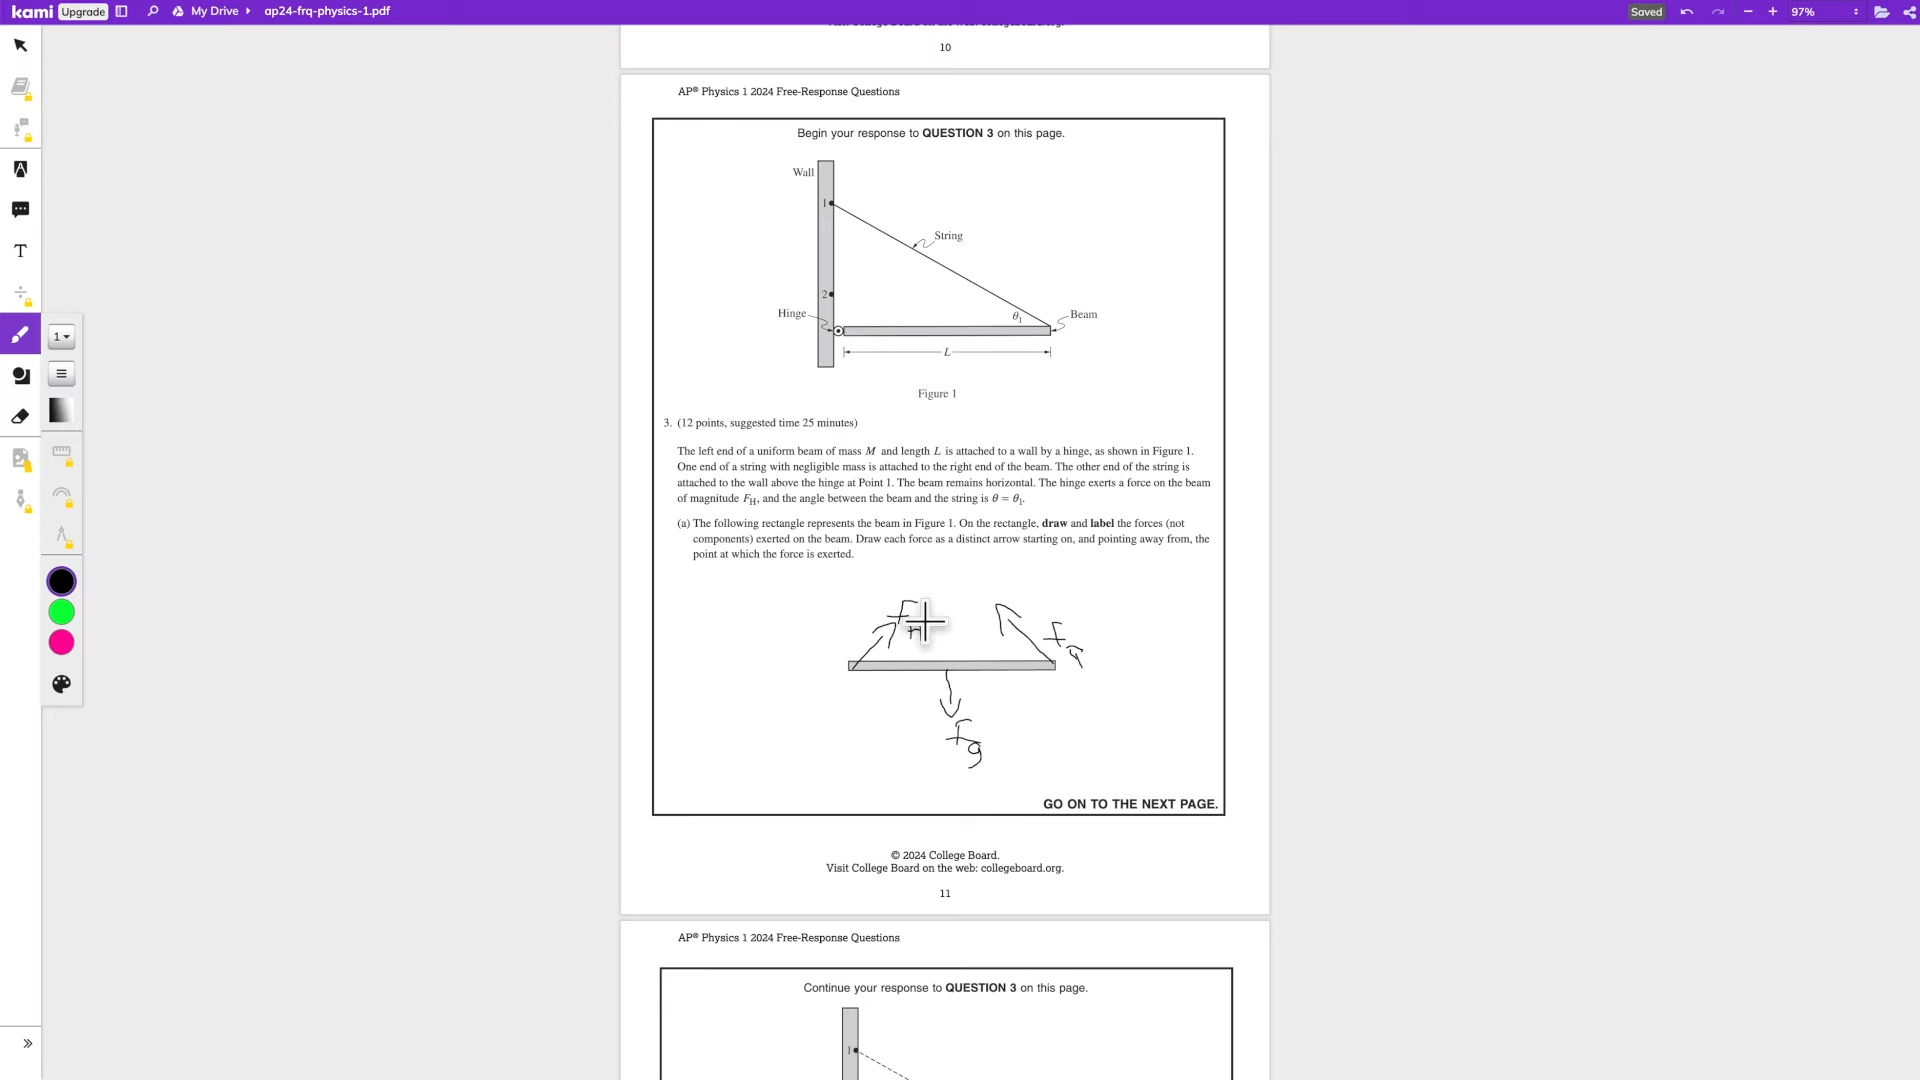 kami Upgrade My Drive ap24-frq-physics-1.pdf Saved 97%
10
AP® Physics 1 2024 Free-Response Questions
Begin your response to QUESTION 3 on this page.
Wall
1
String
2
Hinge
θ₁
Beam
L
Figure 1
3. (12 points, suggested time 25 minutes)
The left end of a uniform beam of mass M and length L is attached to a wall by a hinge, as shown in Figure 1.
One end of a string with negligible mass is attached to the right end of the beam. The other end of the string is
attached to the wall above the hinge at Point 1. The beam remains horizontal. The hinge exerts a force on the beam
of magnitude F_H, and the angle between the beam and the string is θ = θ₁.
(a) The following rectangle represents the beam in Figure 1. On the rectangle, draw and label the forces (not
components) exerted on the beam. Draw each force as a distinct arrow starting on, and pointing away from, the
point at which the force is exerted.
F_H
F_T
F_g
GO ON TO THE NEXT PAGE.
© 2024 College Board.
Visit College Board on the web: collegeboard.org.
11
AP® Physics 1 2024 Free-Response Questions
Continue your response to QUESTION 3 on this page.
1
T
1